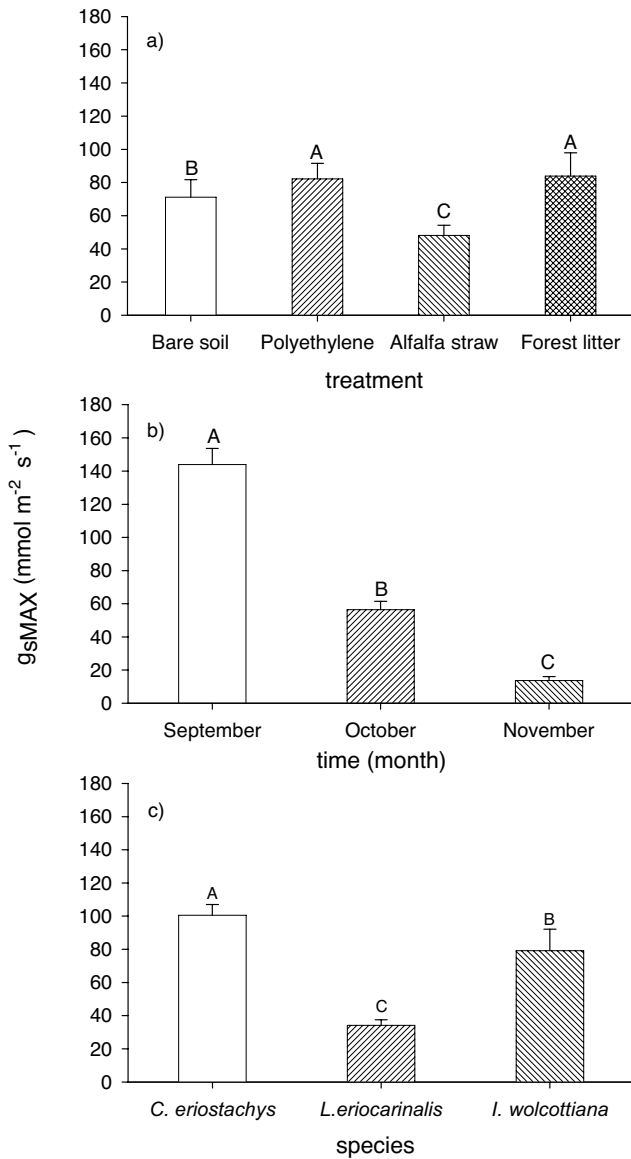 a)
180
160
140
120
100
80
60
40
20
0
B
A
C
A
Bare soil Polyethylene Alfalfa straw Forest litter
treatment
gsMAX (mmol m-2 s-1)
b)
180
160
140
120
100
80
60
40
20
0
A
B
C
September October November
time (month)
c)
180
160
140
120
100
80
60
40
20
0
A
C
B
C. eriostachys L.eriocarinalis I. wolcottiana
species